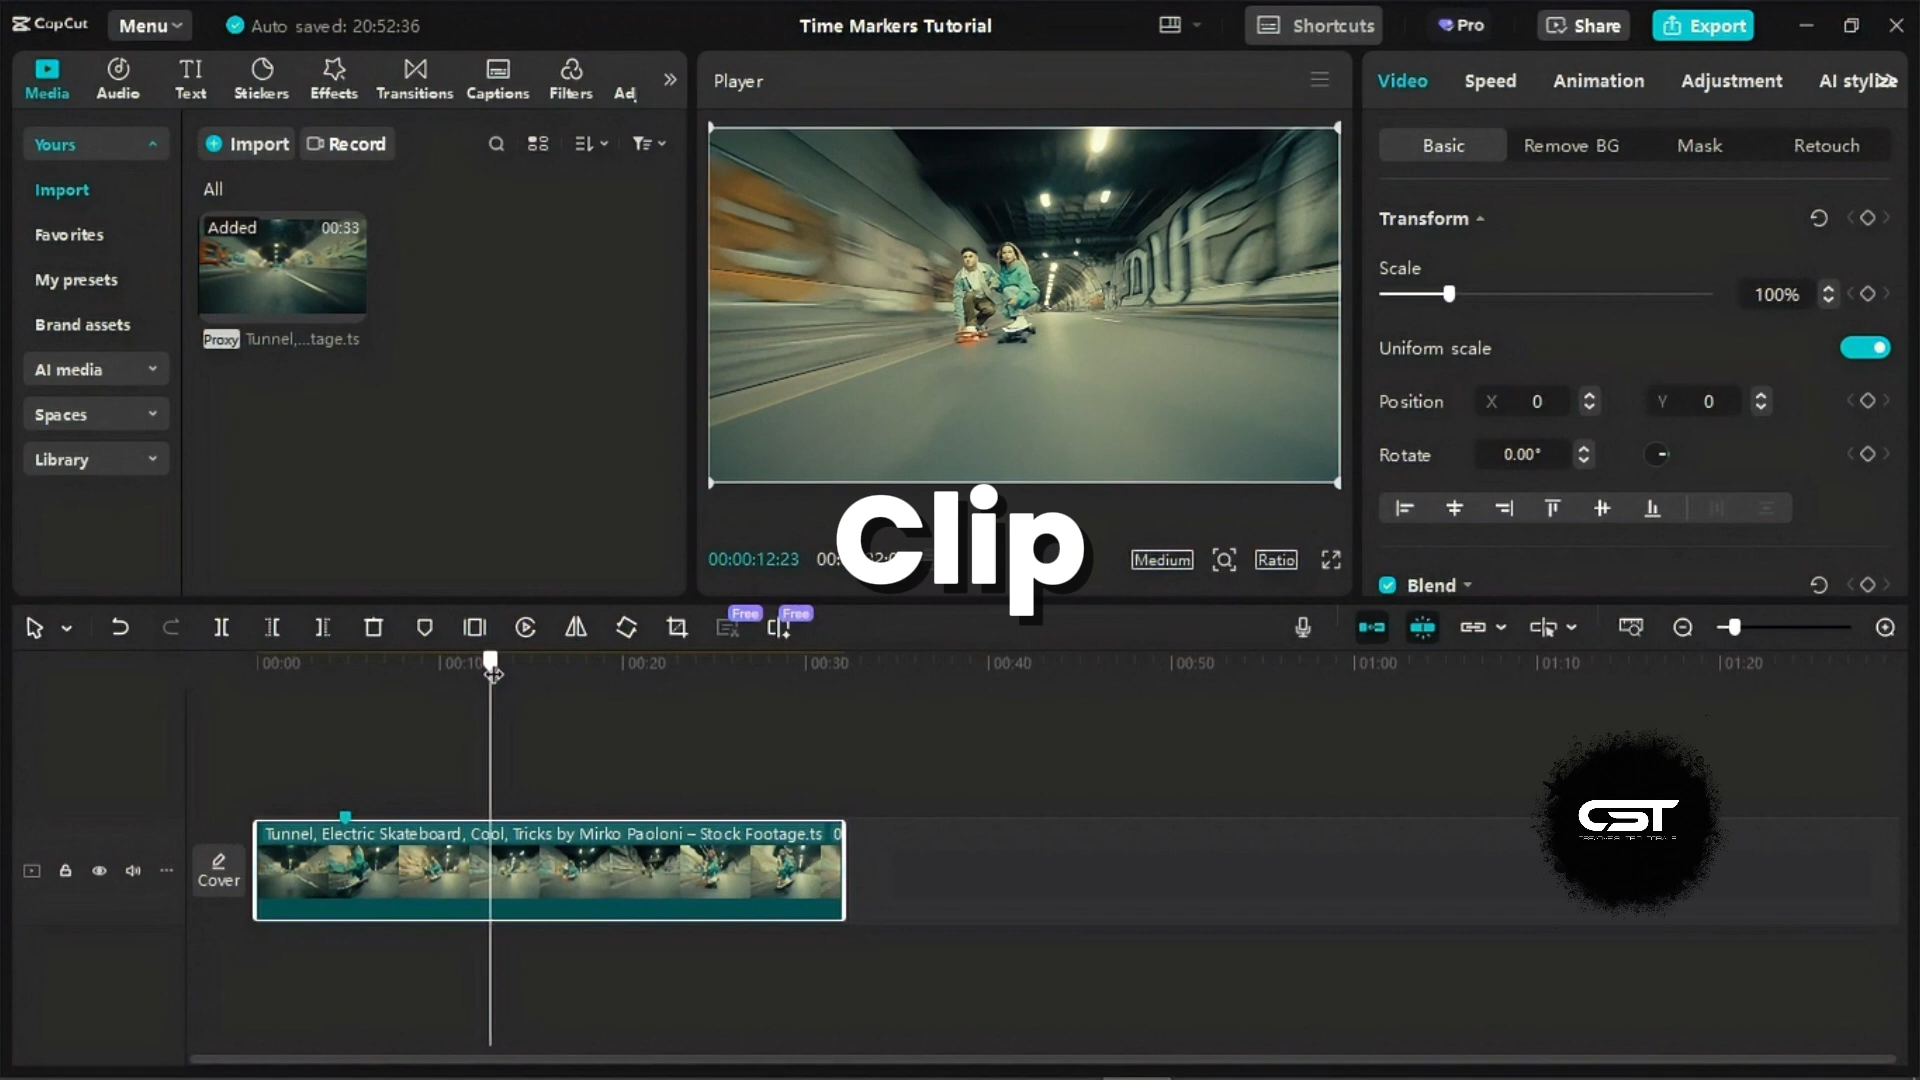 CapCut
Menu
Auto saved: 20:52:36
Time Markers Tutorial
Shortcuts
Pro
Share
Export
Media
Audio
Text
Stickers
Effects
Transitions
Captions
Filters
Adj
Player
Video
Speed
Animation
Adjustment
AI stylize
Yours
Import
Record
Basic
Remove BG
Mask
Retouch
Import
All
Favorites
My presets
Brand assets
AI media
Spaces
Library
Added
00:33
Proxy
Tunnel,...tage.ts
Transform
Scale
100%
Uniform scale
Position
X
0
Y
0
Rotate
0.00°
Clip
00:00:12:23
Medium
Ratio
Blend
Free
Free
00:00
00:10
00:20
00:30
00:40
00:50
01:00
01:10
01:20
Tunnel, Electric Skateboard, Cool, Tricks by Mirko Paoloni – Stock Footage.ts
Cover
CST